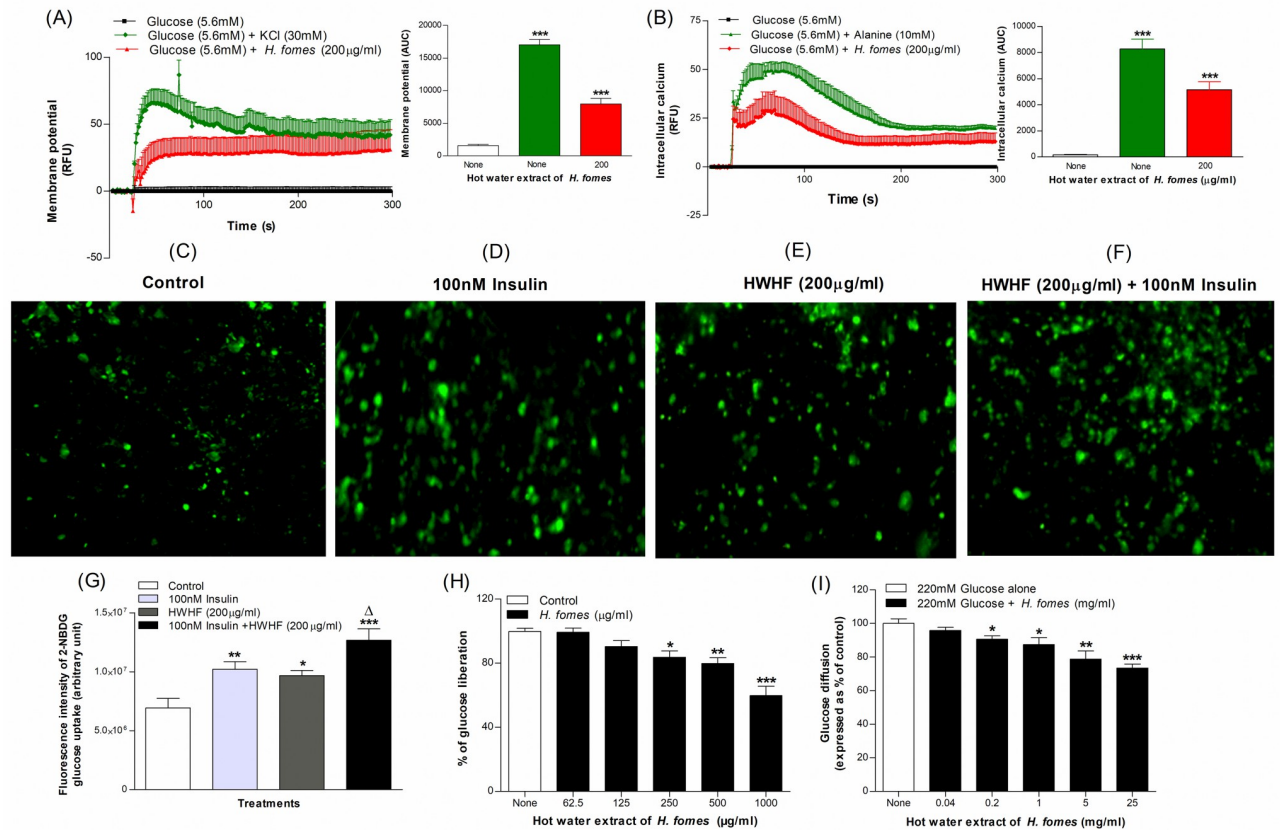 (A)
Glucose (5.6mM)
Glucose (5.6mM) + KCl (30mM)
Glucose (5.6mM) + H. fomes (200μg/ml)
Membrane potential
(RFU)
100
50
0
-50
100
200
300
Time (s)
Membrane potential (AUC)
20000
15000
10000
5000
0
***
***
None
None
200
Hot water extract of H. fomes
(B)
Glucose (5.6mM)
Glucose (5.6mM) + Alanine (10mM)
Glucose (5.6mM) + H. fomes (200μg/ml)
Intracellular calcium
(RFU)
75
50
25
0
-25
100
200
300
Time (s)
Intracellular calcium (AUC)
10000
8000
6000
4000
2000
0
***
***
None
None
200
Hot water extract of H. fomes (μg/ml)
(C)
Control
(D)
100nM Insulin
(E)
HWHF (200μg/ml)
(F)
HWHF (200μg/ml) + 100nM Insulin
(G)
Control
100nM Insulin
HWHF (200μg/ml)
100nM Insulin +HWHF (200μg/ml)
Fluorescence intensity of 2-NBDG
glucose uptake (arbitrary unit)
1.5×10⁷
1.0×10⁷
5.0×10⁶
0
**
*
Δ
***
Treatments
(H)
Control
H. fomes (μg/ml)
% of glucose liberation
120
80
40
0
*
**
***
None
62.5
125
250
500
1000
Hot water extract of H. fomes (μg/ml)
(I)
220mM Glucose alone
220mM Glucose + H. fomes (mg/ml)
Glucose diffusion
(expressed as % of control)
120
100
80
60
40
20
0
*
*
**
***
None
0.04
0.2
1
5
25
Hot water extract of H. fomes (mg/ml)